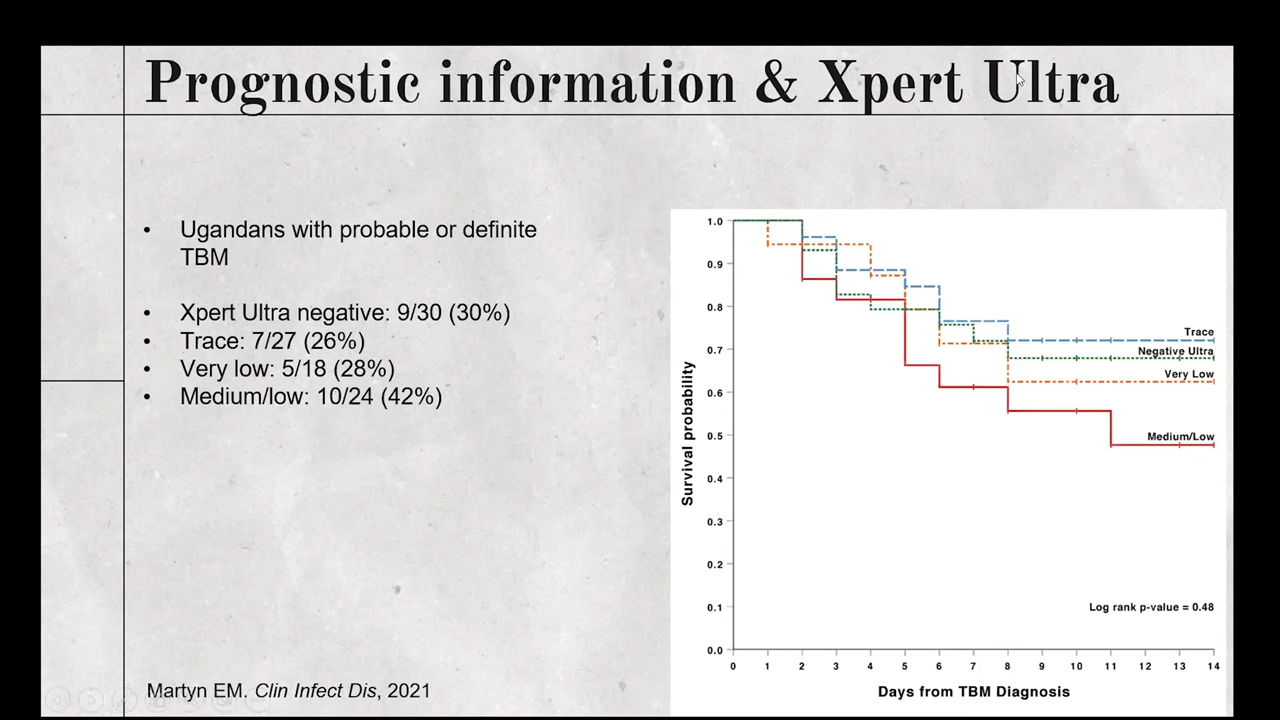 Prognostic information & Xpert Ultra
• Ugandans with probable or definite
TBM
• Xpert Ultra negative: 9/30 (30%)
• Trace: 7/27 (26%)
• Very low: 5/18 (28%)
• Medium/low: 10/24 (42%)
Martyn EM. Clin Infect Dis, 2021
Survival probability
1.0
0.9
0.8
0.7
0.6
0.5
0.4
0.3
0.2
0.1
0.0
Trace
Negative Ultra
Very Low
Medium/Low
Log rank p-value = 0.48
0 1 2 3 4 5 6 7 8 9 10 11 12 13 14
Days from TBM Diagnosis